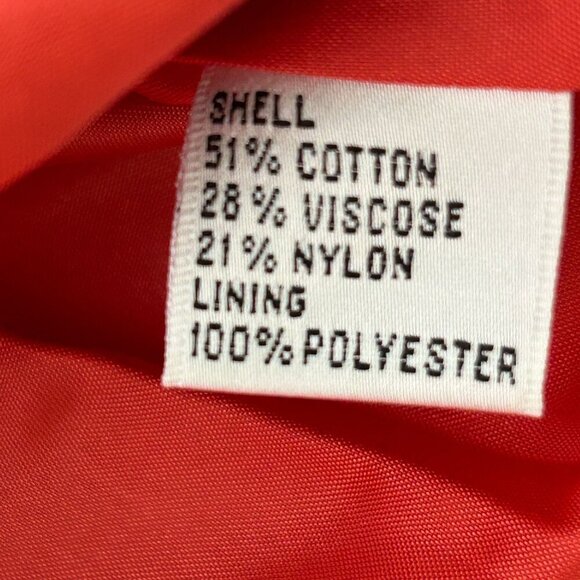 SHELL
51% COTTON
28% VISCOSE
21% NYLON
LINING
100% POLYESTER